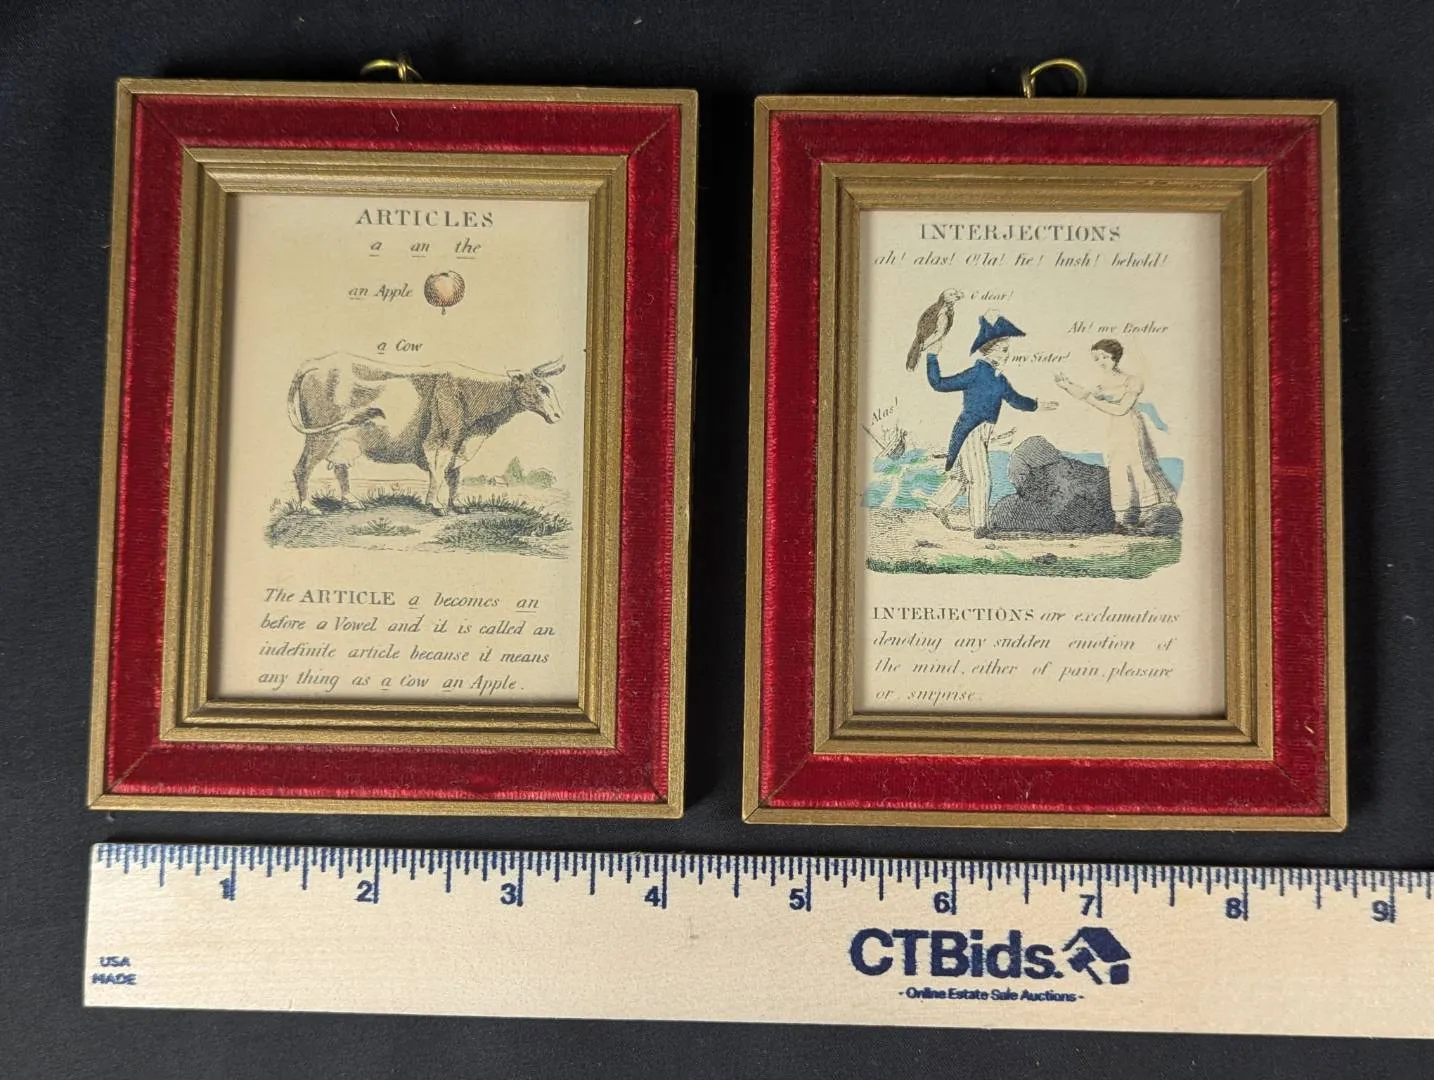 ARTICLES
a an the
an Apple
a Cow
The ARTICLE a becomes an
before a Vowel and it is called an
indefinite article because it means
any thing as a Cow an Apple.
INTERJECTIONS
ah! alas! O! la! fie! hush! behold!
O dear!
Ah! my Brother
my Sister!
Alas!
INTERJECTIONS are exclamations
denoting any sudden emotion of
the mind, either of pain, pleasure
or, surprise.
1 2 3 4 5 6 7 8 9
USA
MADE
CTBids.
- Online Estate Sale Auctions -